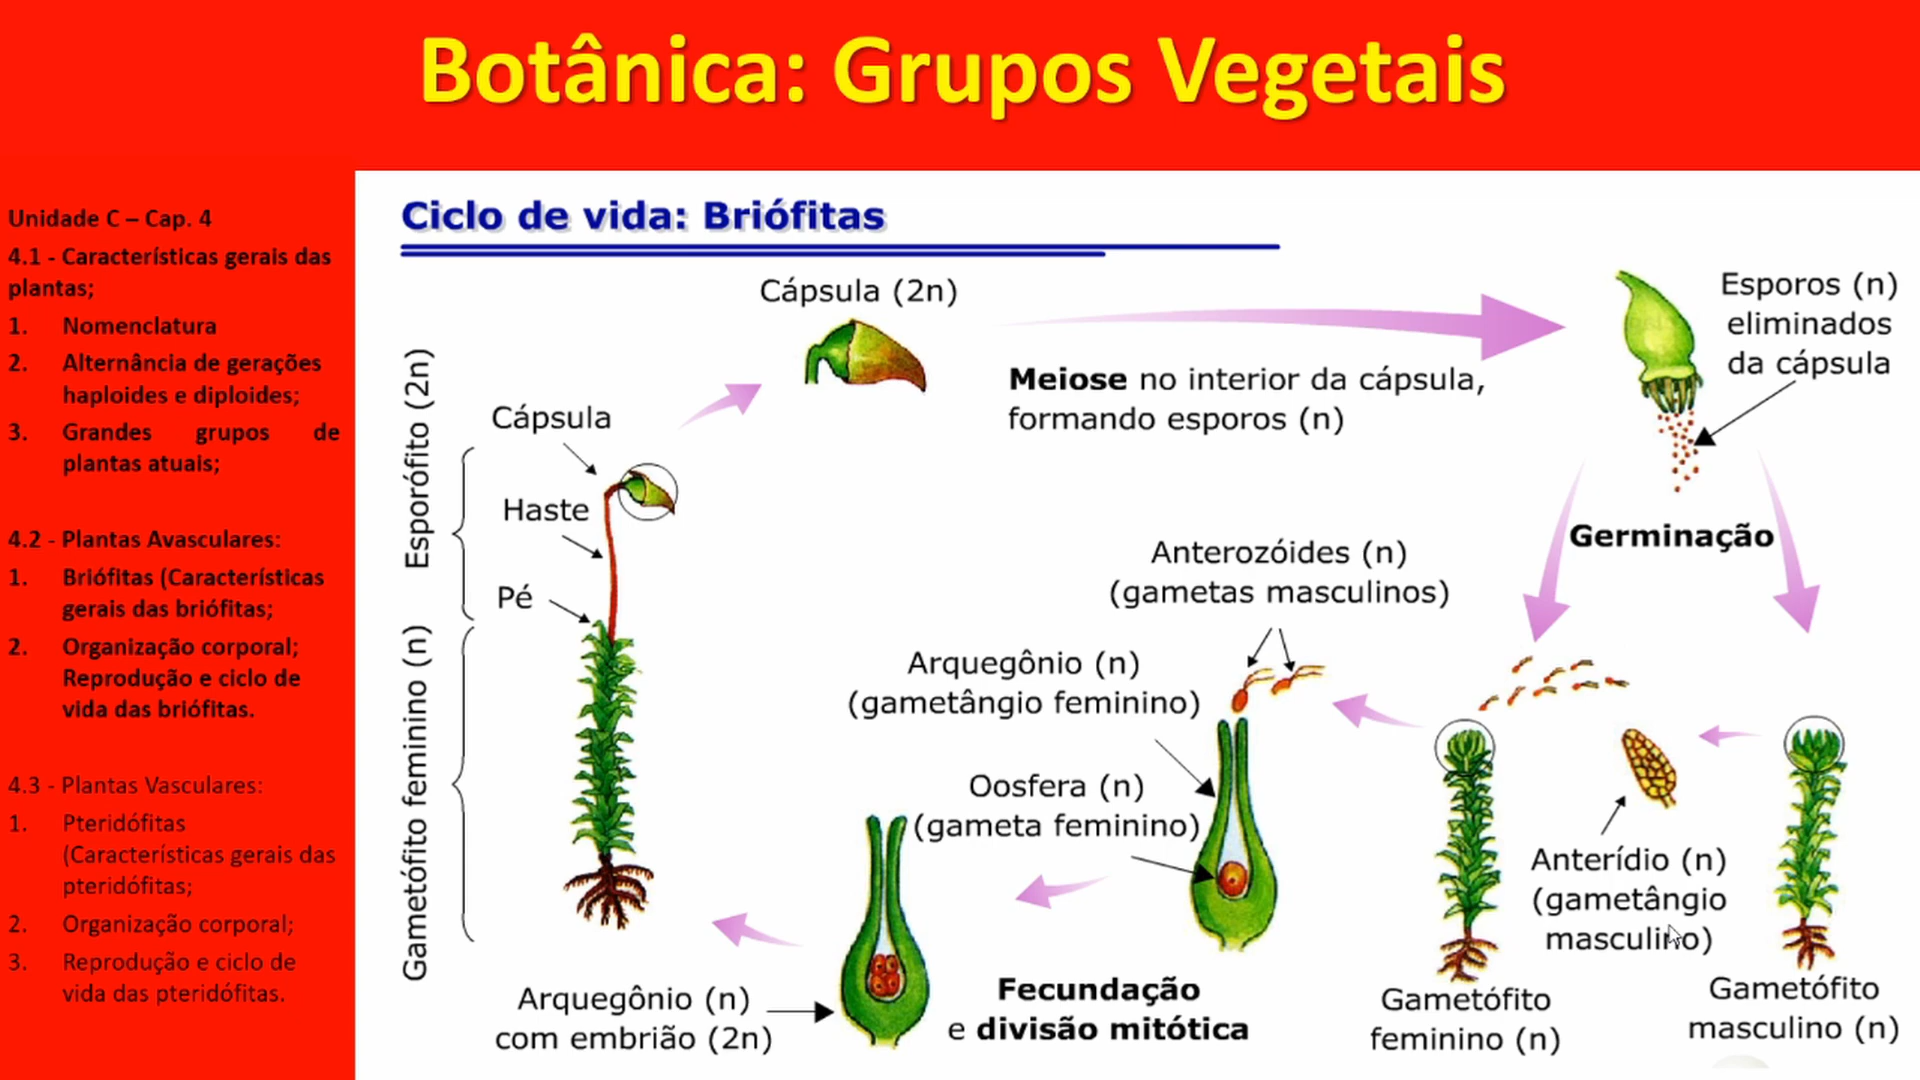 Botânica: Grupos Vegetais
Unidade C – Cap. 4
4.1 - Características gerais das
plantas;
1. Nomenclatura
2. Alternância de gerações
haploides e diploides;
3. Grandes grupos de
plantas atuais;
4.2 - Plantas Avasculares:
1. Briófitas (Características
gerais das briófitas;
2. Organização corporal;
Reprodução e ciclo de
vida das briófitas.
4.3 - Plantas Vasculares:
1. Pteridófitas
(Características gerais das
pteridófitas;
2. Organização corporal;
3. Reprodução e ciclo de
vida das pteridófitas.
Ciclo de vida: Briófitas
Cápsula (2n)
Meiose no interior da cápsula,
formando esporos (n)
Esporos (n)
eliminados
da cápsula
Germinação
Esporófito (2n)
Cápsula
Haste
Pé
Gametófito feminino (n)
Anterozóides (n)
(gametas masculinos)
Arquegônio (n)
(gametângio feminino)
Oosfera (n)
(gameta feminino)
Anterídio (n)
(gametângio
masculino)
Gametófito
feminino (n)
Gametófito
masculino (n)
Fecundação
e divisão mitótica
Arquegônio (n)
com embrião (2n)